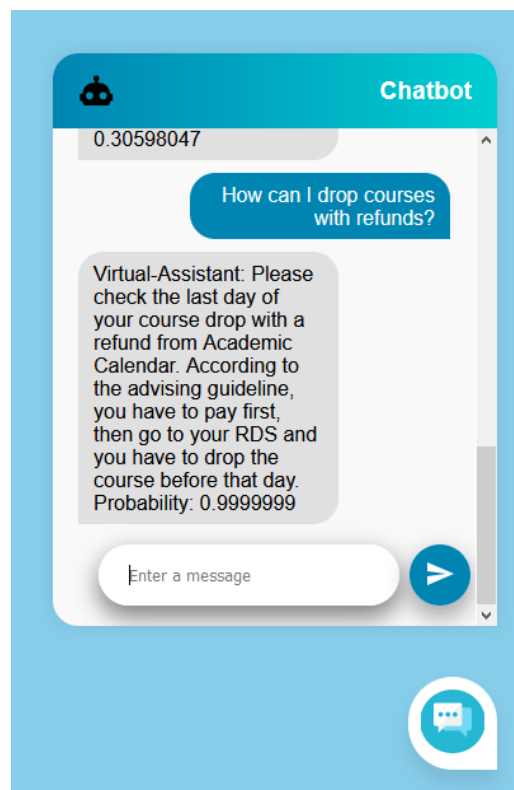 Chatbot
0.30598047
How can I drop courses
with refunds?
Virtual-Assistant: Please
check the last day of
your course drop with a
refund from Academic
Calendar. According to
the advising guideline,
you have to pay first,
then go to your RDS and
you have to drop the
course before that day.
Probability: 0.9999999
Enter a message